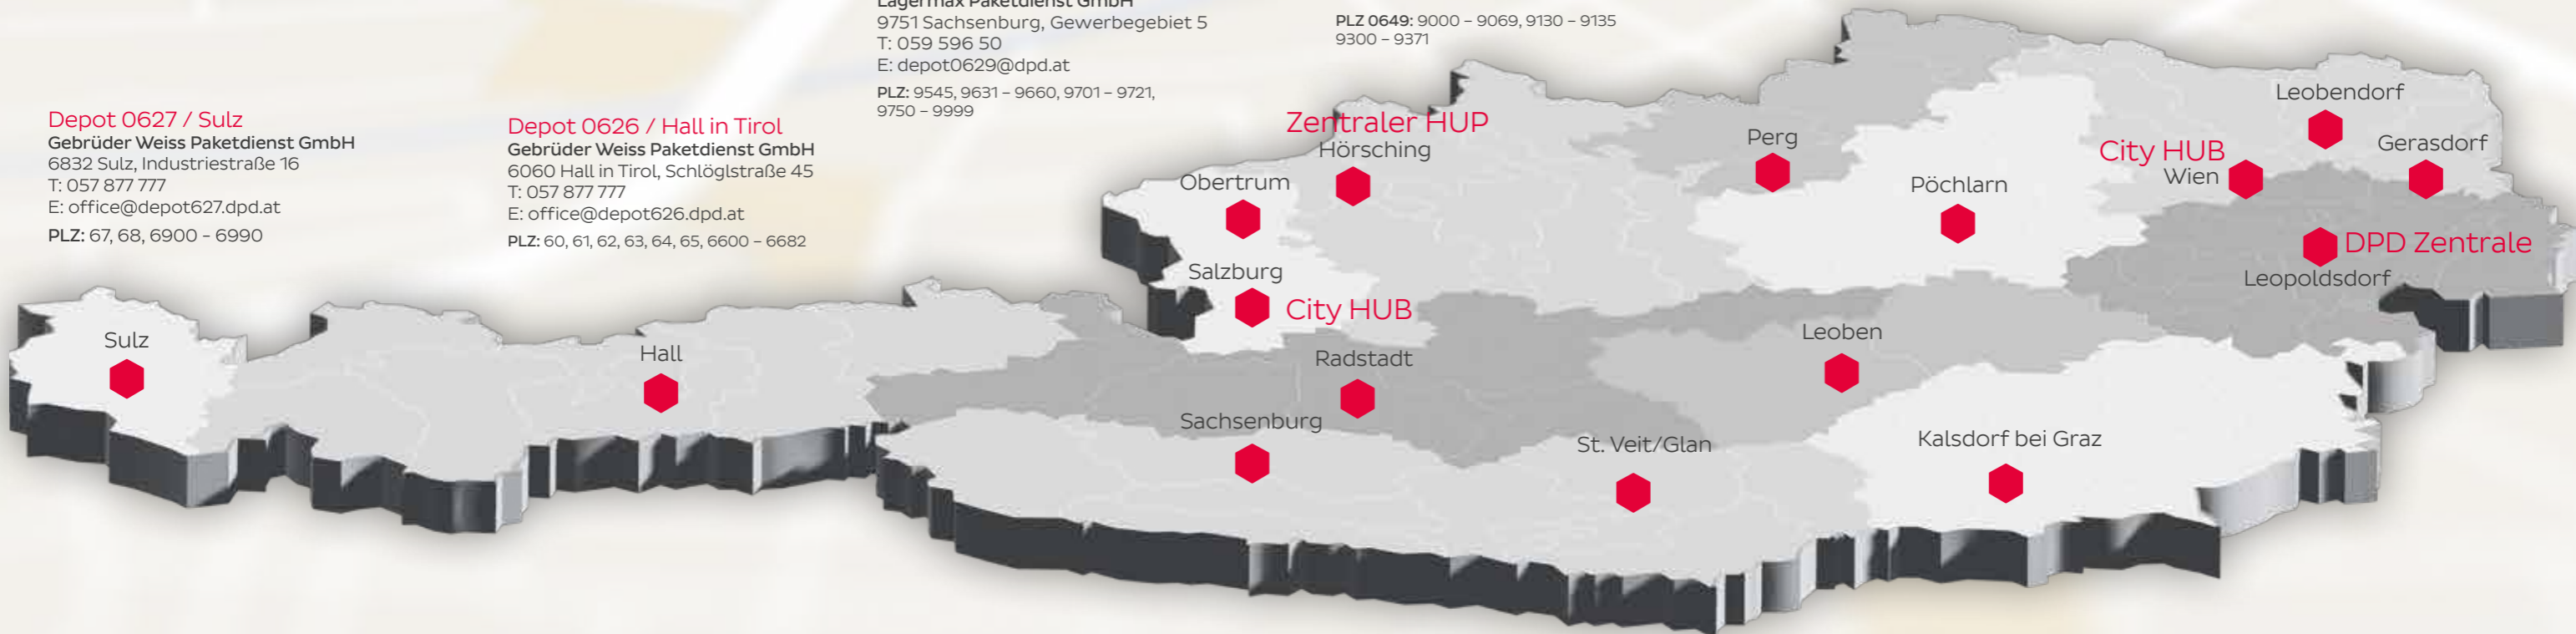 Depot 0627 / Sulz
Gebrüder Weiss Paketdienst GmbH
6832 Sulz, Industriestraße 16
T: 057 877 777
E: office@depot627.dpd.at
PLZ: 67, 68, 6900 - 6990
Depot 0626 / Hall in Tirol
Gebrüder Weiss Paketdienst GmbH
6060 Hall in Tirol, Schlöglstraße 45
T: 057 877 777
E: office@depot626.dpd.at
PLZ: 60, 61, 62, 63, 64, 65, 6600 – 6682
Lagermax Paketdienst GmbH
9751 Sachsenburg, Gewerbegebiet 5
T: 059 596 50
E: depot0629@dpd.at
PLZ: 9545, 9631 – 9660, 9701 – 9721,
9750 – 9999
PLZ 0649: 9000 – 9069, 9130 – 9135
9300 – 9371
Zentraler HUP
Hörsching
Obertrum
Salzburg
City HUB
Perg
Pöchlarn
City HUB
Wien
Leobendorf
Gerasdorf
DPD Zentrale
Leopoldsdorf
Sulz
Hall
Radstadt
Sachsenburg
Leoben
St. Veit/Glan
Kalsdorf bei Graz